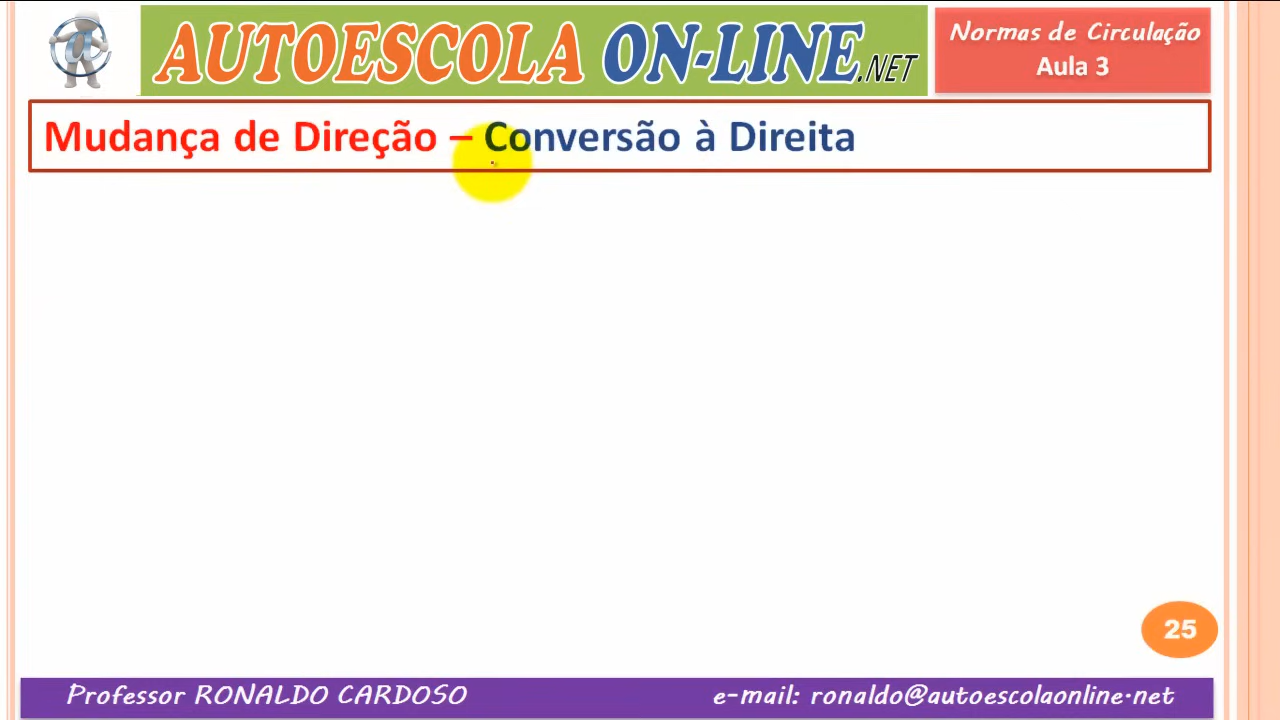 AUTOESCOLA ON-LINE.NET
Normas de Circulação
Aula 3
Mudança de Direção – Conversão à Direita
25
Professor RONALDO CARDOSO
e-mail: ronaldo@autoescolaonline.net